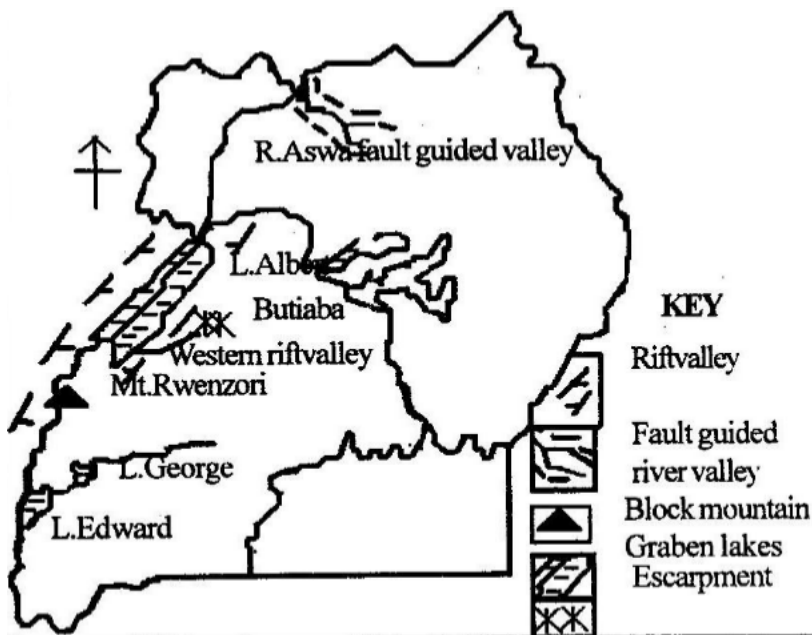 R.Aswa fault guided valley
L.Albert
Butiaba
Western riftvalley
Mt.Rwenzori
L.George
L.Edward
KEY
Riftvalley
Fault guided
river valley
Block mountain
Graben lakes
Escarpment